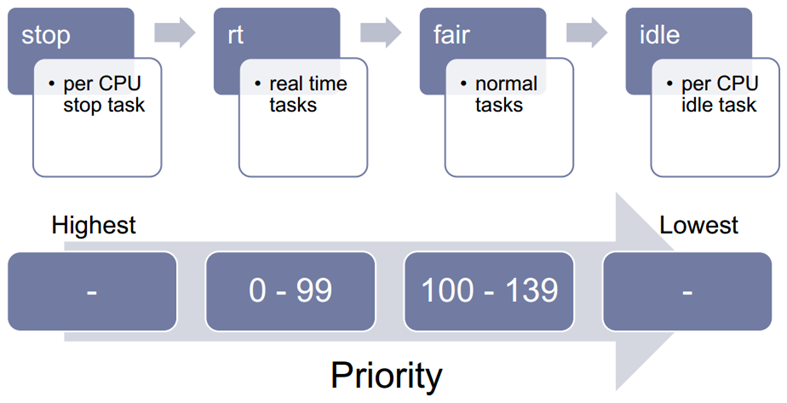 stop
rt
fair
idle
• per CPU
stop task
• real time
tasks
• normal
tasks
• per CPU
idle task
Highest
Lowest
-
0 - 99
100 - 139
-
Priority